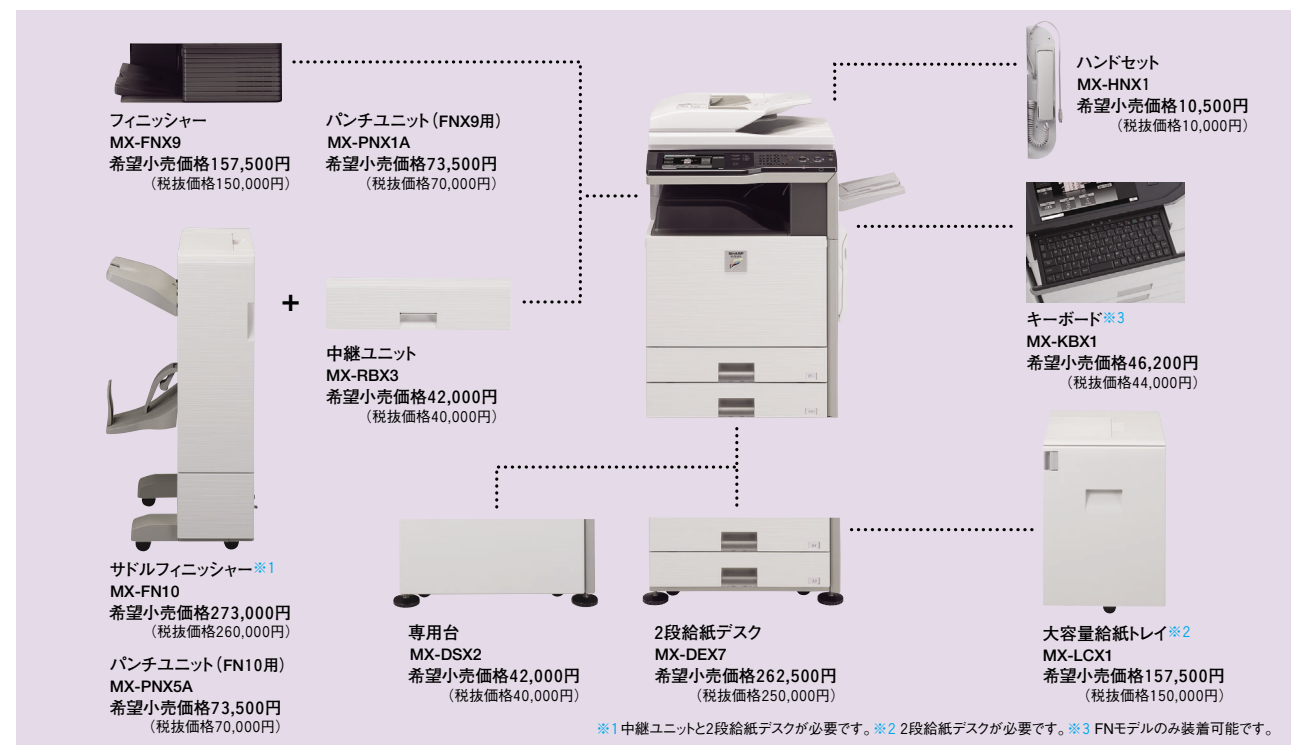 フィニッシャー
MX-FNX9
希望小売価格157,500円
（税抜価格150,000円）
パンチユニット（FNX9用）
MX-PNX1A
希望小売価格73,500円
（税抜価格70,000円）
ハンドセット
MX-HNX1
希望小売価格10,500円
（税抜価格10,000円）
SHARP
+
中継ユニット
MX-RBX3
希望小売価格42,000円
（税抜価格40,000円）
キーボード※3
MX-KBX1
希望小売価格46,200円
（税抜価格44,000円）
サドルフィニッシャー※1
MX-FN10
希望小売価格273,000円
（税抜価格260,000円）
パンチユニット（FN10用）
MX-PNX5A
希望小売価格73,500円
（税抜価格70,000円）
専用台
MX-DSX2
希望小売価格42,000円
（税抜価格40,000円）
2段給紙デスク
MX-DEX7
希望小売価格262,500円
（税抜価格250,000円）
大容量給紙トレイ※2
MX-LCX1
希望小売価格157,500円
（税抜価格150,000円）
※1 中継ユニットと2段給紙デスクが必要です。※2 2段給紙デスクが必要です。※3 FNモデルのみ装着可能です。